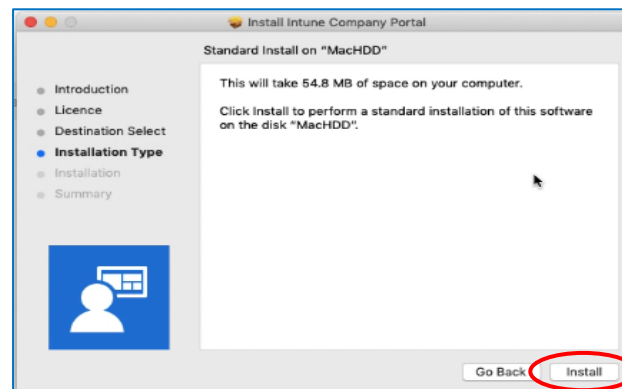 Install Intune Company Portal
Standard Install on “MacHDD”
Introduction
Licence
Destination Select
Installation Type
Installation
Summary
This will take 54.8 MB of space on your computer.
Click Install to perform a standard installation of this software
on the disk “MacHDD”.
Go Back
Install